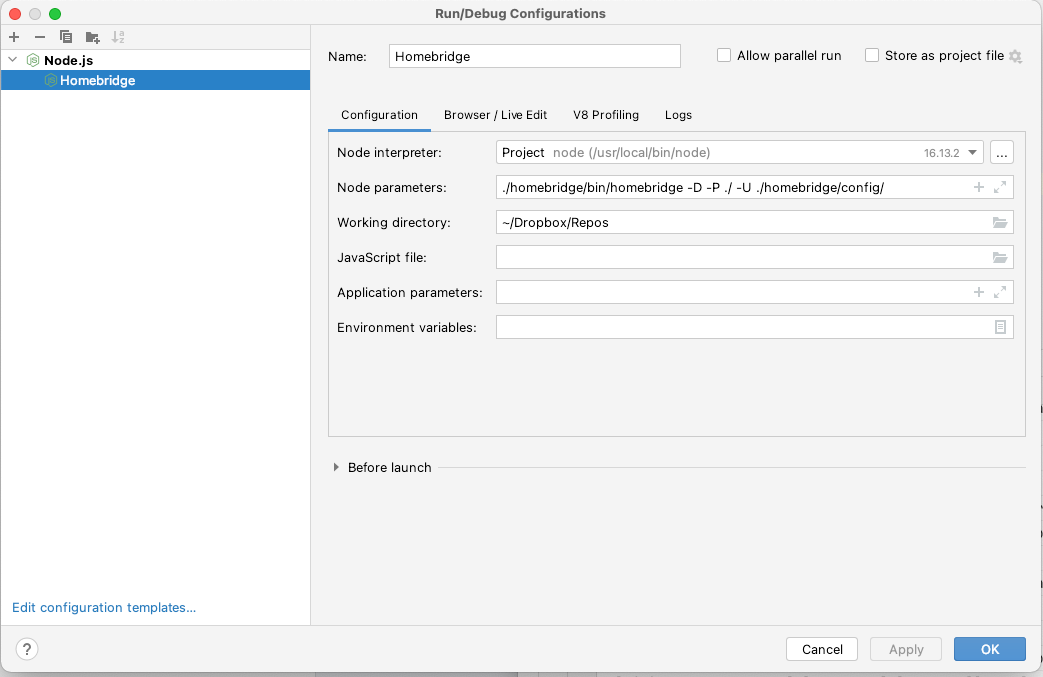 Run/Debug Configurations
Node.js
Homebridge
Edit configuration templates...
?
Name: Homebridge
Allow parallel run
Store as project file
Configuration Browser / Live Edit V8 Profiling Logs
Node interpreter: Project node (/usr/local/bin/node) 16.13.2 ...
Node parameters: ./homebridge/bin/homebridge -D -P ./ -U ./homebridge/config/
Working directory: ~/Dropbox/Repos
JavaScript file:
Application parameters:
Environment variables:
Before launch
Cancel Apply OK